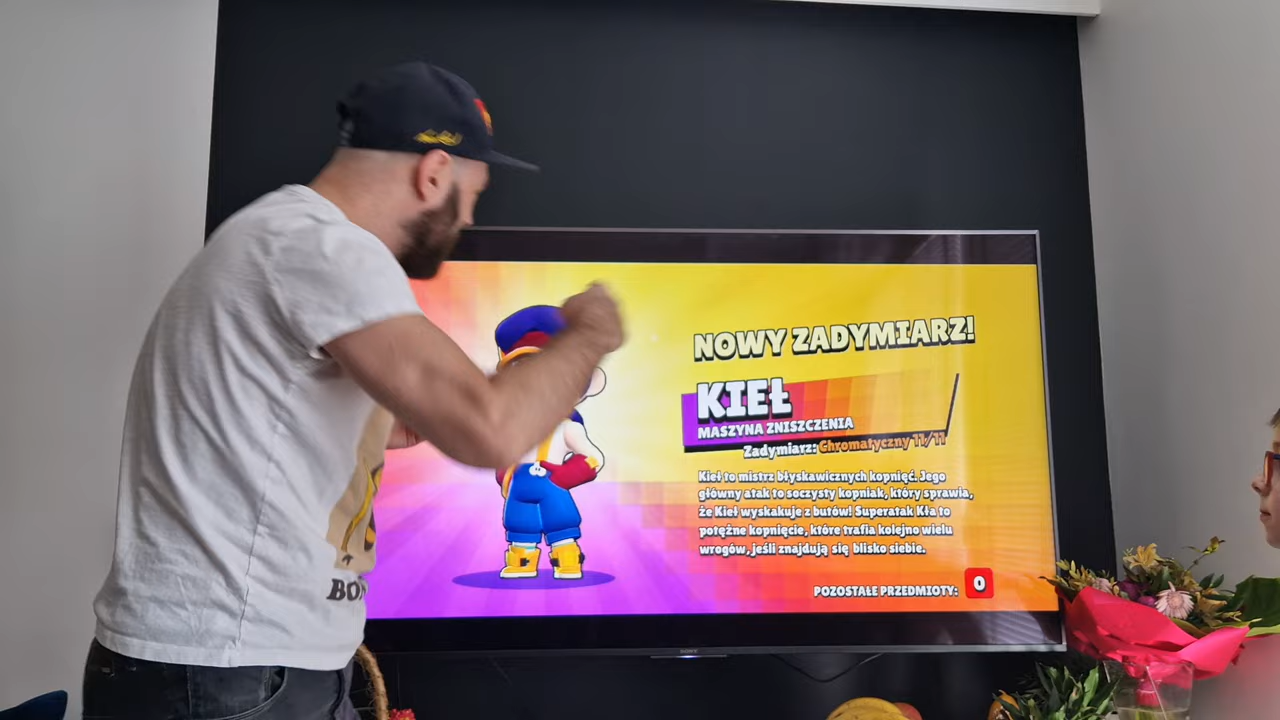 NOWY ZADYMIARZ!
KIEŁ
MASZYNA ZNISZCZENIA
Zadymiarz: Chromatyczny 11/11
Kieł to mistrz błyskawicznych kopnięć. Jego
główny atak to soczysty kopniak, który sprawia,
że Kieł wyskakuje z butów! Superatak Kła to
potężne kopnięcie, które trafia kolejno wielu
wrogów, jeśli znajdują się blisko siebie.
POZOSTAŁE PRZEDMIOTY: 0
SONY